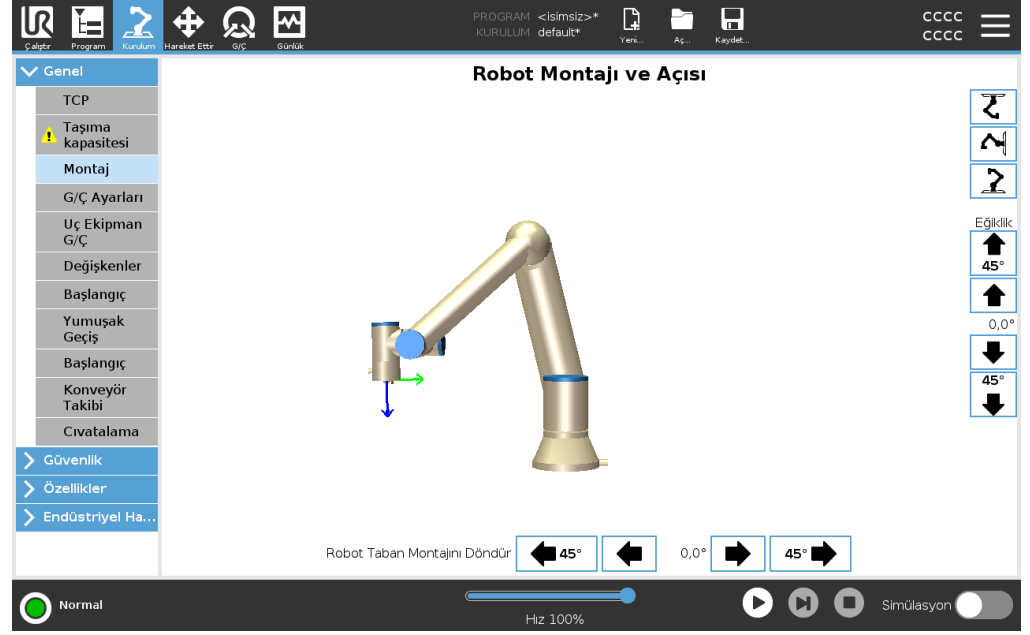 UR
PROGRAM <isimsiz>*
KURULUM default*
CCCC
CCCC
Çalıştır Program Kurulum Hareket Ettir G/Ç Günlük Yeni... Aç... Kaydet...
Genel
TCP
Taşıma
kapasitesi
Montaj
G/Ç Ayarları
Uç Ekipman
G/Ç
Değişkenler
Başlangıç
Yumuşak
Geçiş
Başlangıç
Konveyör
Takibi
Cıvatalama
Güvenlik
Özellikler
Endüstriyel Ha...
Robot Montajı ve Açısı
Eğiklik
45°
0,0°
45°
Robot Taban Montajını Döndür 45° 0,0° 45°
Normal
Hız 100%
Simülasyon